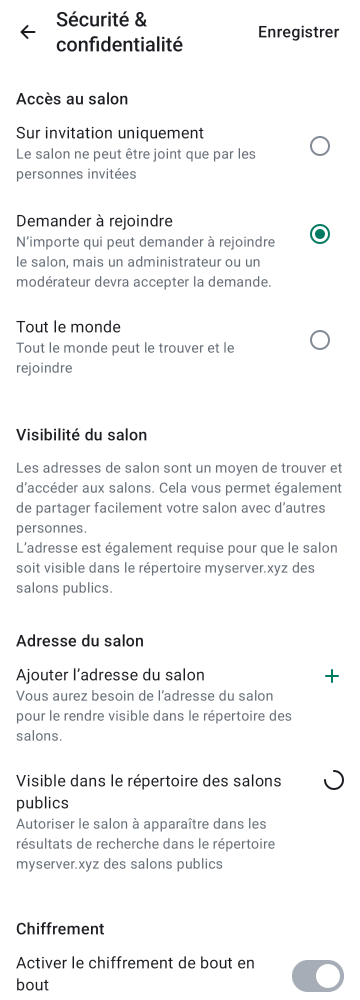 Sécurité &
confidentialité
Enregistrer
Accès au salon
Sur invitation uniquement
Le salon ne peut être joint que par les
personnes invitées
Demander à rejoindre
N’importe qui peut demander à rejoindre
le salon, mais un administrateur ou un
modérateur devra accepter la demande.
Tout le monde
Tout le monde peut le trouver et le
rejoindre
Visibilité du salon
Les adresses de salon sont un moyen de trouver et
d’accéder aux salons. Cela vous permet également
de partager facilement votre salon avec d’autres
personnes.
L’adresse est également requise pour que le salon
soit visible dans le répertoire myserver.xyz des
salons publics.
Adresse du salon
Ajouter l’adresse du salon
Vous aurez besoin de l’adresse du salon
pour le rendre visible dans le répertoire des
salons.
Visible dans le répertoire des salons
publics
Autoriser le salon à apparaître dans les
résultats de recherche dans le répertoire
myserver.xyz des salons publics
Chiffrement
Activer le chiffrement de bout en
bout